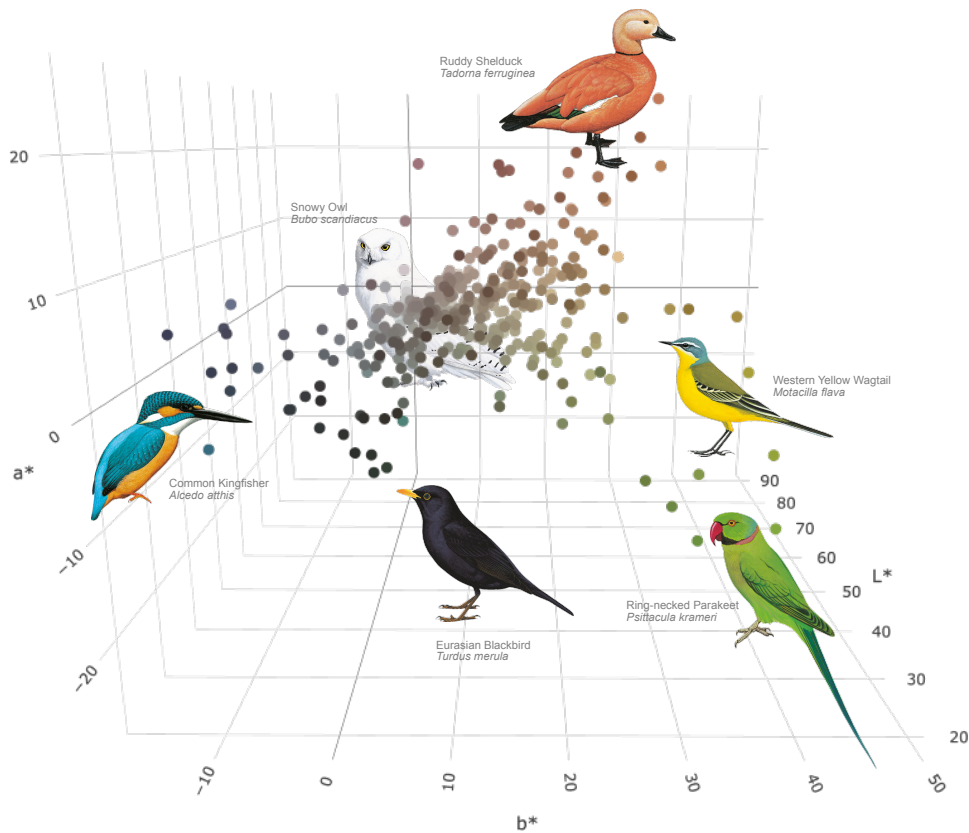 Ruddy Shelduck
Tadorna ferruginea
20
Snowy Owl
Bubo scandiacus
10
Western Yellow Wagtail
Motacilla flava
0
a*
Common Kingfisher
Alcedo atthis
90
80
70
60
50
L*
40
30
20
−10
−20
Ring-necked Parakeet
Psittacula krameri
Eurasian Blackbird
Turdus merula
−10
0
10
20
30
40
50
b*